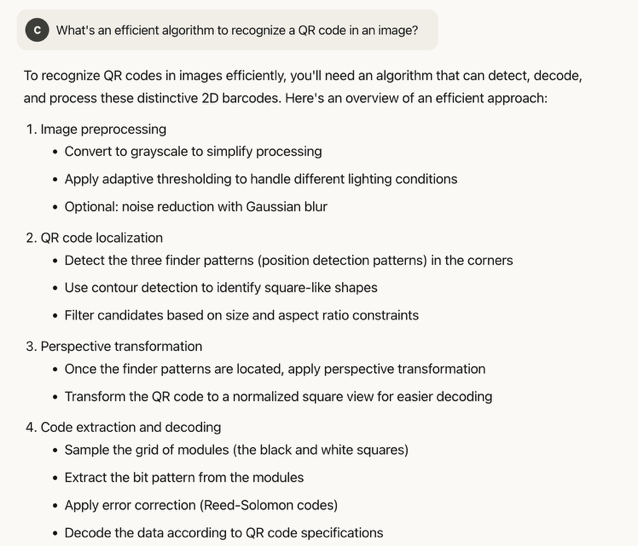 C What's an efficient algorithm to recognize a QR code in an image?
To recognize QR codes in images efficiently, you'll need an algorithm that can detect, decode,
and process these distinctive 2D barcodes. Here's an overview of an efficient approach:
1. Image preprocessing
• Convert to grayscale to simplify processing
• Apply adaptive thresholding to handle different lighting conditions
• Optional: noise reduction with Gaussian blur
2. QR code localization
• Detect the three finder patterns (position detection patterns) in the corners
• Use contour detection to identify square-like shapes
• Filter candidates based on size and aspect ratio constraints
3. Perspective transformation
• Once the finder patterns are located, apply perspective transformation
• Transform the QR code to a normalized square view for easier decoding
4. Code extraction and decoding
• Sample the grid of modules (the black and white squares)
• Extract the bit pattern from the modules
• Apply error correction (Reed-Solomon codes)
• Decode the data according to QR code specifications